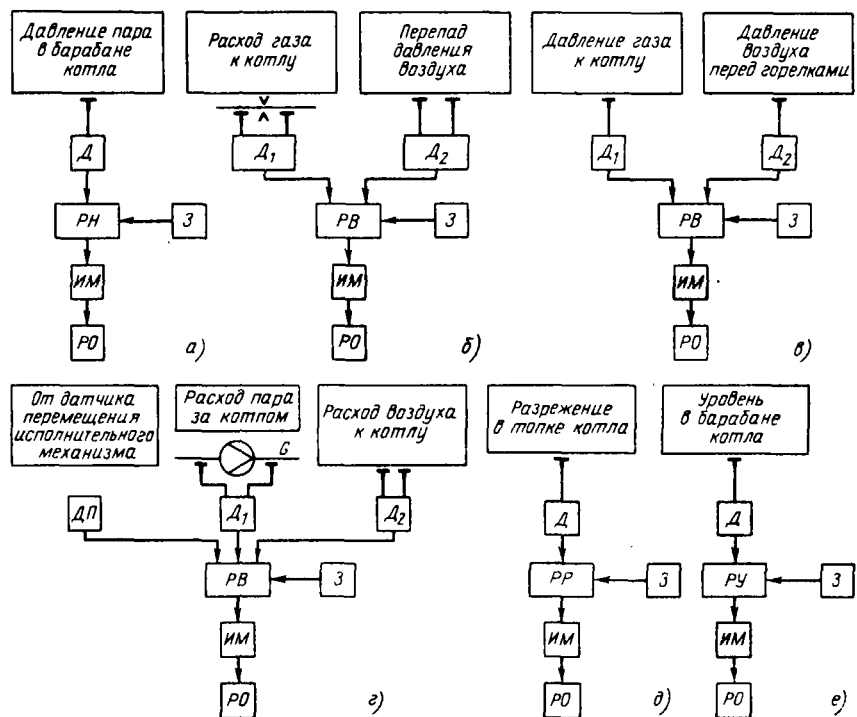 Давление пара
в барабане
котла
Д
РН
З
ИМ
РО
а)
Расход газа
к котлу
Перепад
давления
воздуха
Д1
Д2
РВ
З
ИМ
РО
б)
Давление газа
к котлу
Давление
воздуха
перед горелками
Д1
Д2
РВ
З
ИМ
РО
в)
От датчика
перемещения
исполнительного
механизма
Расход пара
за котпом
G
Расход воздуха
к котлу
ДП
Д1
Д2
РВ
З
ИМ
РО
г)
Разрежение
в топке котла
Д
РР
З
ИМ
РО
д)
Уровень
в барабане
котла
Д
РУ
З
ИМ
РО
е)